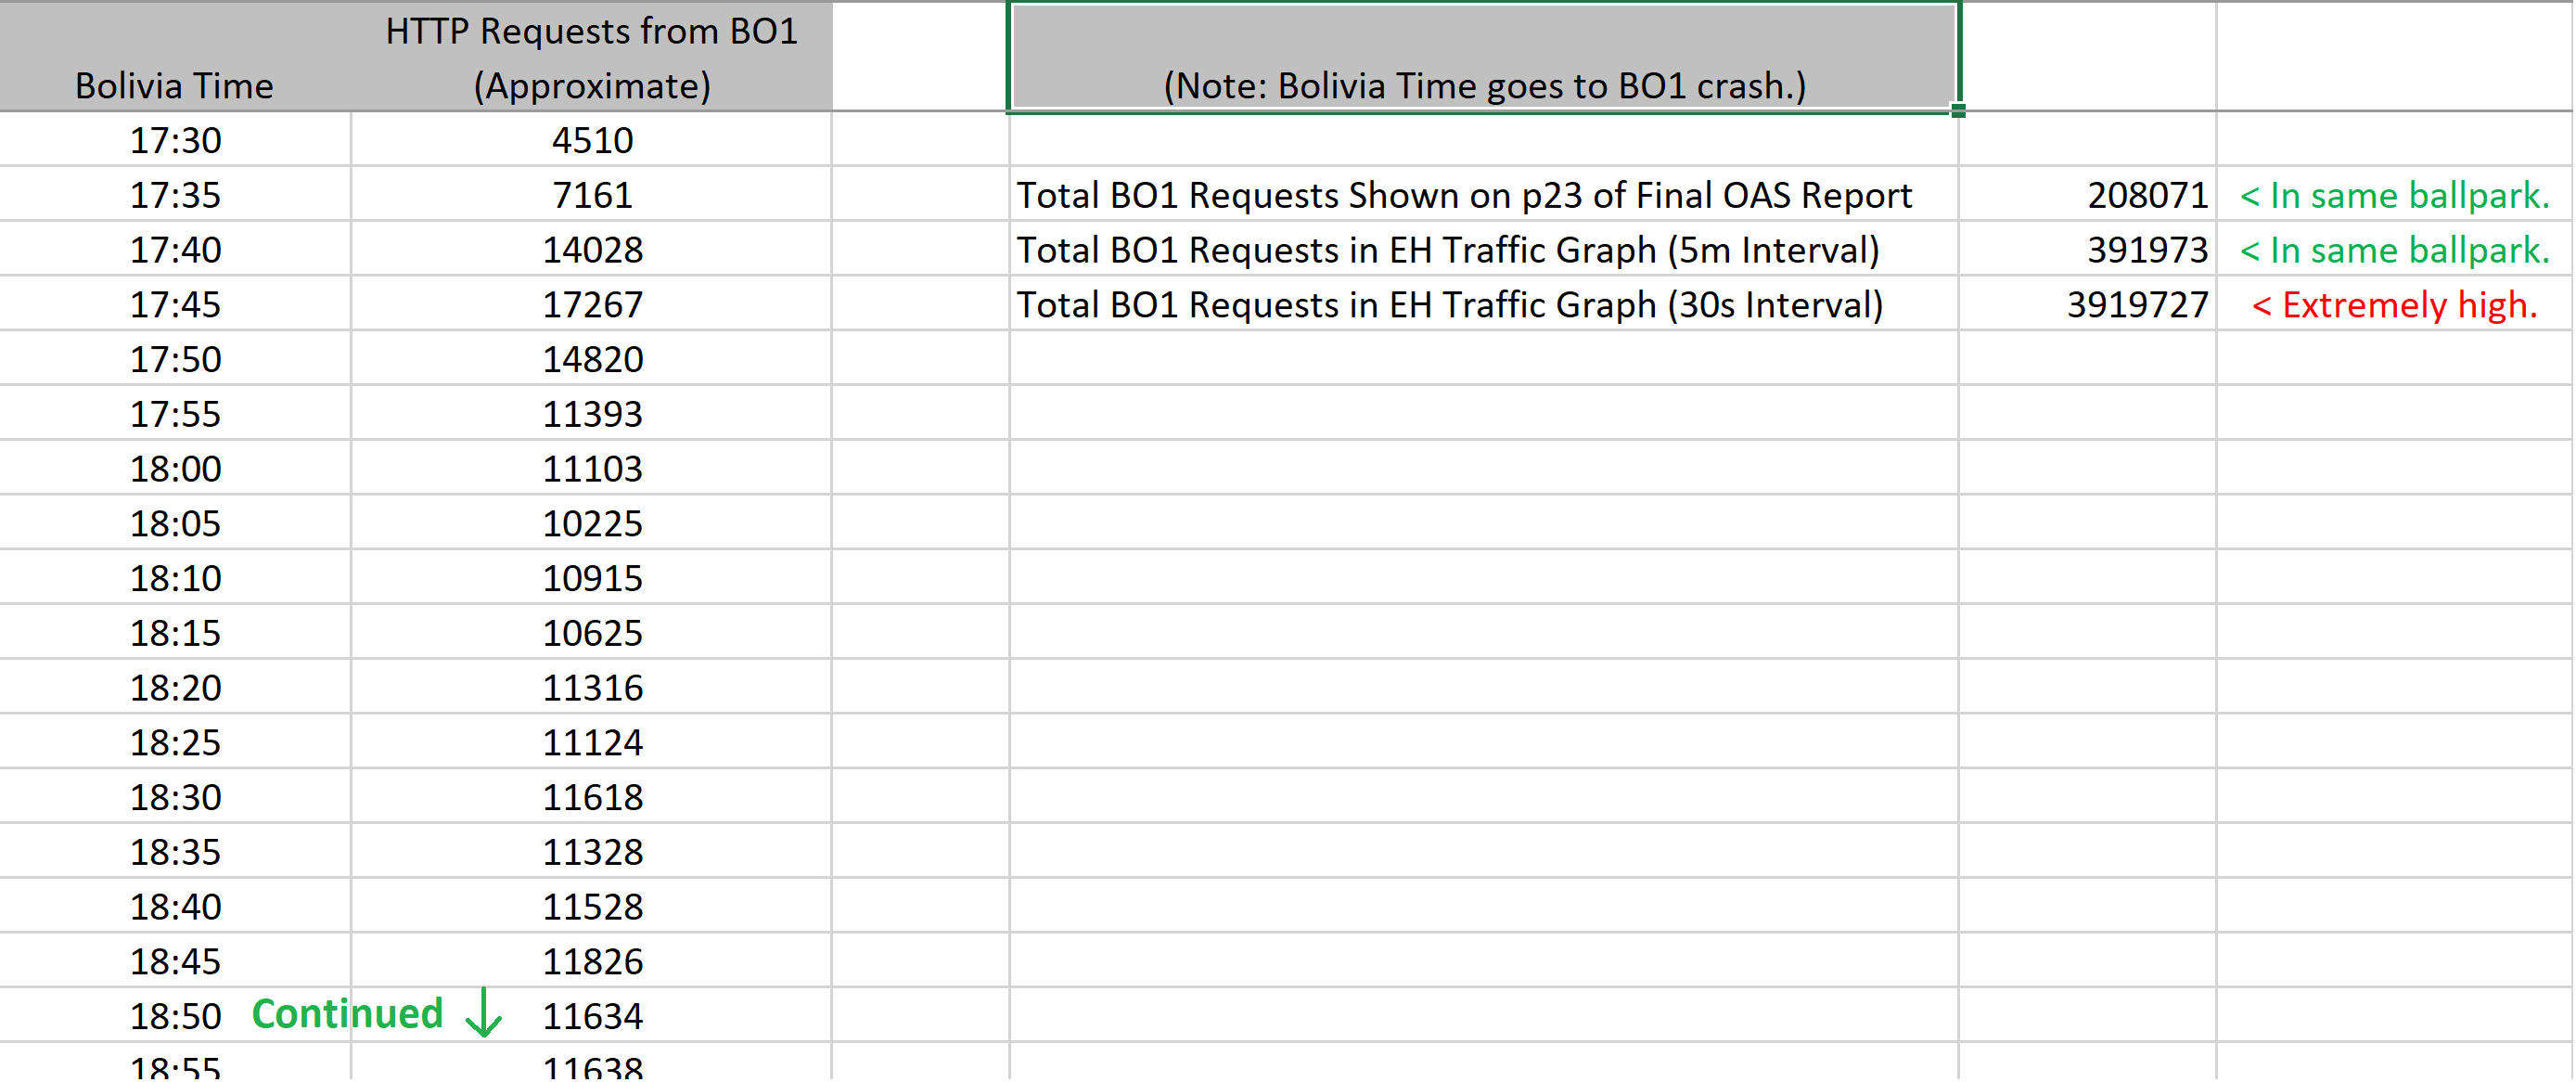 HTTP Requests from BO1
Bolivia Time (Approximate) (Note: Bolivia Time goes to BO1 crash.)
17:30 4510
17:35 7161 Total BO1 Requests Shown on p23 of Final OAS Report 208071 < In same ballpark.
17:40 14028 Total BO1 Requests in EH Traffic Graph (5m Interval) 391973 < In same ballpark.
17:45 17267 Total BO1 Requests in EH Traffic Graph (30s Interval) 3919727 < Extremely high.
17:50 14820
17:55 11393
18:00 11103
18:05 10225
18:10 10915
18:15 10625
18:20 11316
18:25 11124
18:30 11618
18:35 11328
18:40 11528
18:45 11826
18:50 Continued ↓ 11634
18:55 11638